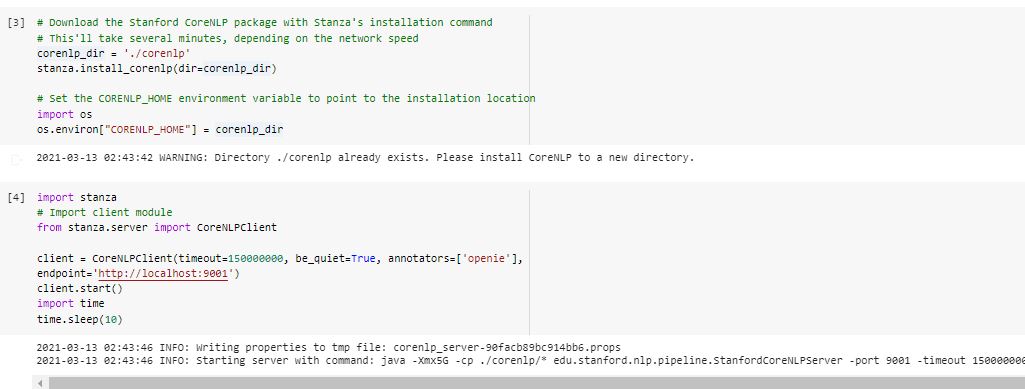 [3] # Download the Stanford CoreNLP package with Stanza's installation command
# This'll take several minutes, depending on the network speed
corenlp_dir = './corenlp'
stanza.install_corenlp(dir=corenlp_dir)
# Set the CORENLP_HOME environment variable to point to the installation location
import os
os.environ["CORENLP_HOME"] = corenlp_dir
2021-03-13 02:43:42 WARNING: Directory ./corenlp already exists. Please install CoreNLP to a new directory.
[4] import stanza
# Import client module
from stanza.server import CoreNLPClient
client = CoreNLPClient(timeout=150000000, be_quiet=True, annotators=['openie'],
endpoint='http://localhost:9001')
client.start()
import time
time.sleep(10)
2021-03-13 02:43:46 INFO: Writing properties to tmp file: corenlp_server-90facb89bc914bb6.props
2021-03-13 02:43:46 INFO: Starting server with command: java -Xmx5G -cp ./corenlp/* edu.stanford.nlp.pipeline.StanfordCoreNLPServer -port 9001 -timeout 150000000